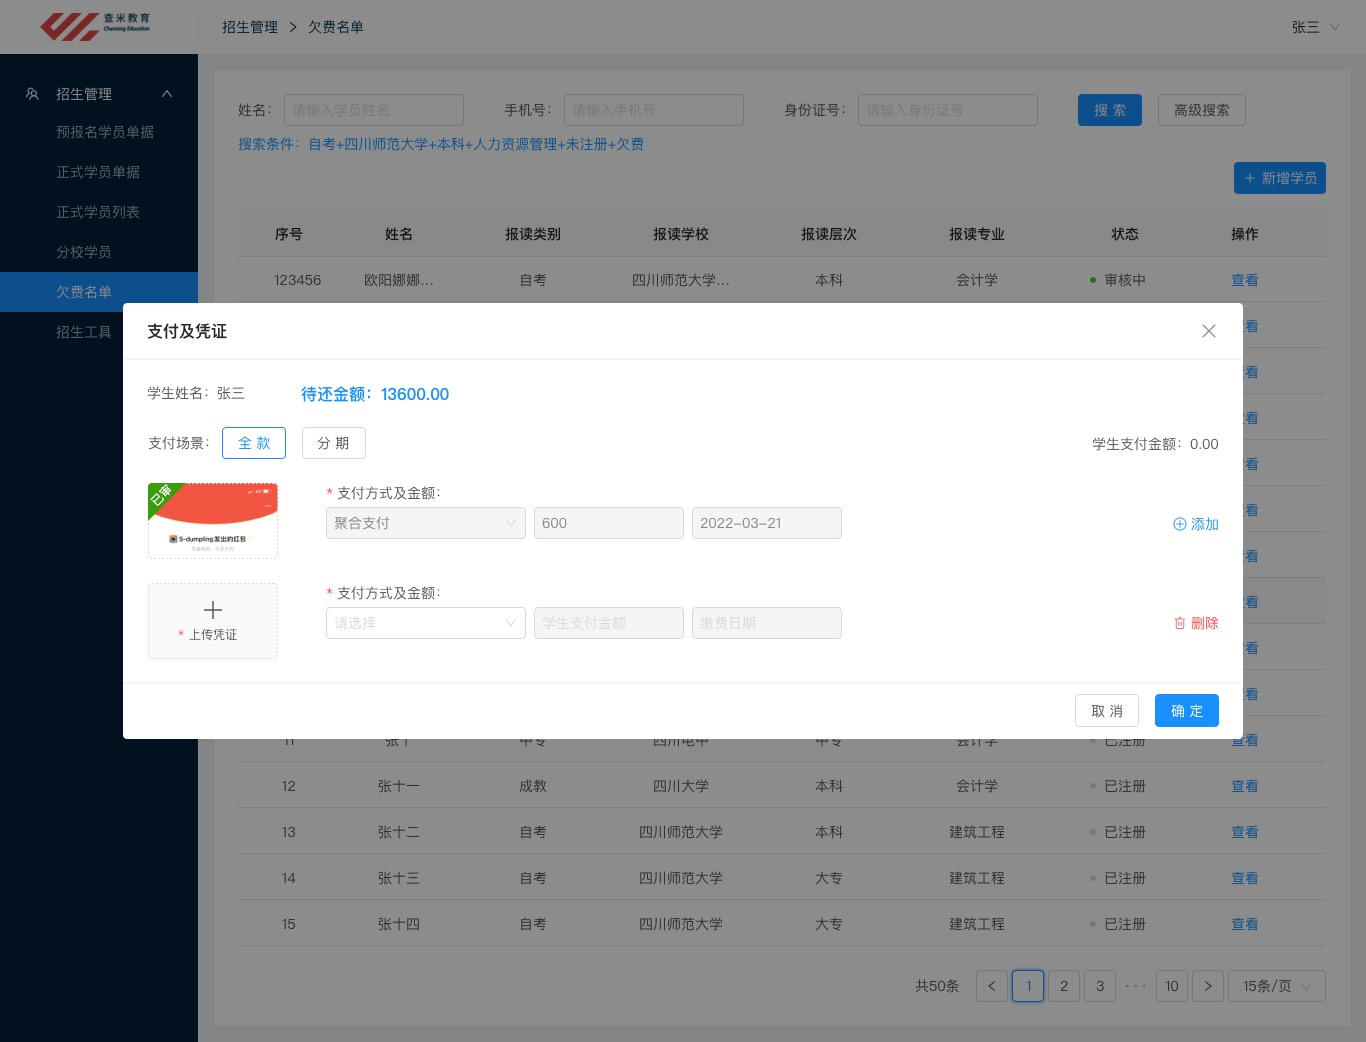 查米教育
Charming Education
招生管理 > 欠费名单
张三
招生管理
预报名学员单据
正式学员单据
正式学员列表
分校学员
欠费名单
招生工具
姓名： 请输入学员姓名 手机号： 请输入手机号 身份证号： 请输入身份证号 搜 索 高级搜索
搜索条件：自考+四川师范大学+本科+人力资源管理+未注册+欠费
+ 新增学员
序号 姓名 报读类别 报读学校 报读层次 报读专业 状态 操作
123456 欧阳娜娜... 自考 四川师范大学... 本科 会计学 审核中 查看
看
看
看
看
看
看
看
看
看
支付及凭证
学生姓名：张三 待还金额：13600.00
支付场景： 全 款 分 期 学生支付金额：0.00
已审
S-dumpling发出的红包
* 支付方式及金额：
聚合支付 600 2022-03-21 添加
* 上传凭证
* 支付方式及金额：
请选择 学生支付金额 缴费日期 删除
取 消 确 定
11 张十 中专 四川电中 中专 会计学 已注册 查看
12 张十一 成教 四川大学 本科 会计学 已注册 查看
13 张十二 自考 四川师范大学 本科 建筑工程 已注册 查看
14 张十三 自考 四川师范大学 大专 建筑工程 已注册 查看
15 张十四 自考 四川师范大学 大专 建筑工程 已注册 查看
共50条 < 1 2 3 ··· 10 > 15条/页